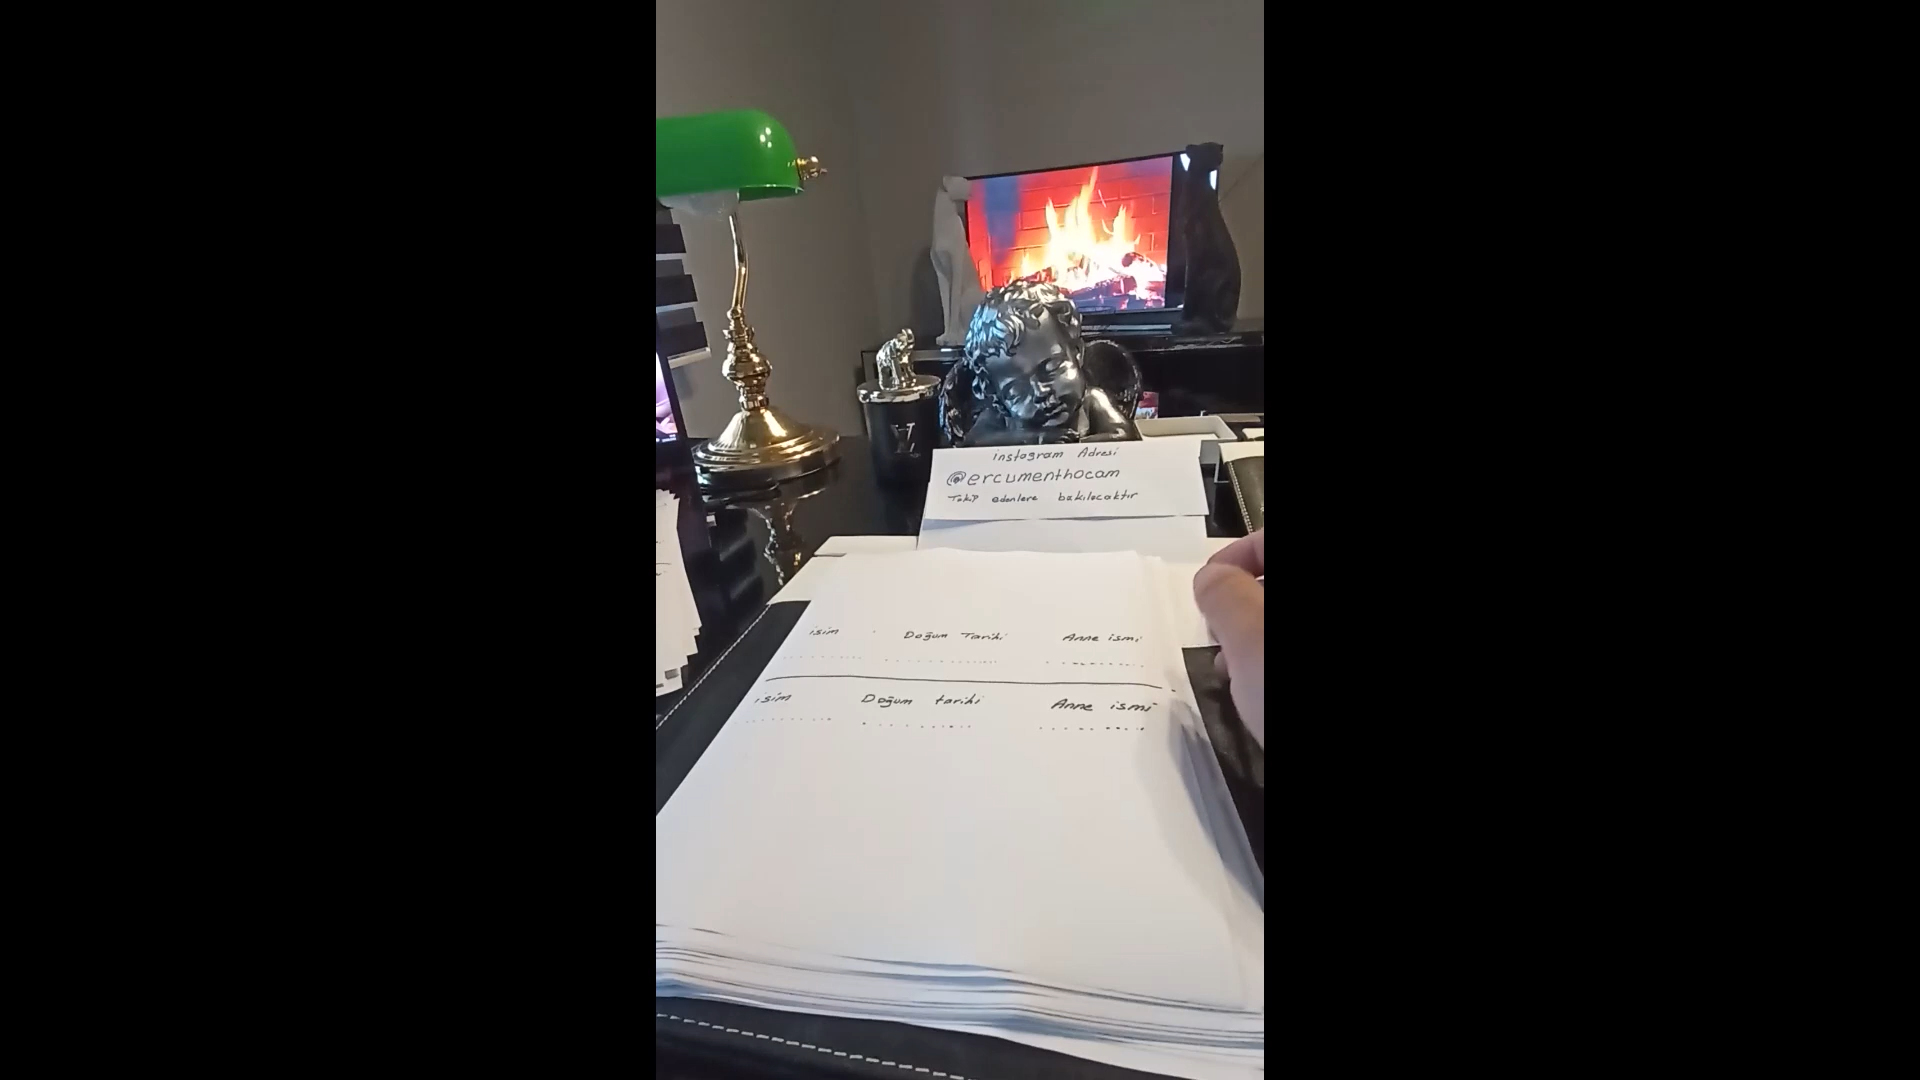 instagram Adresi
@ercumenthocam
Takip edenlere bakılacaktır
isim Doğum Tarihi Anne ismi
isim Doğum tarihi Anne ismi